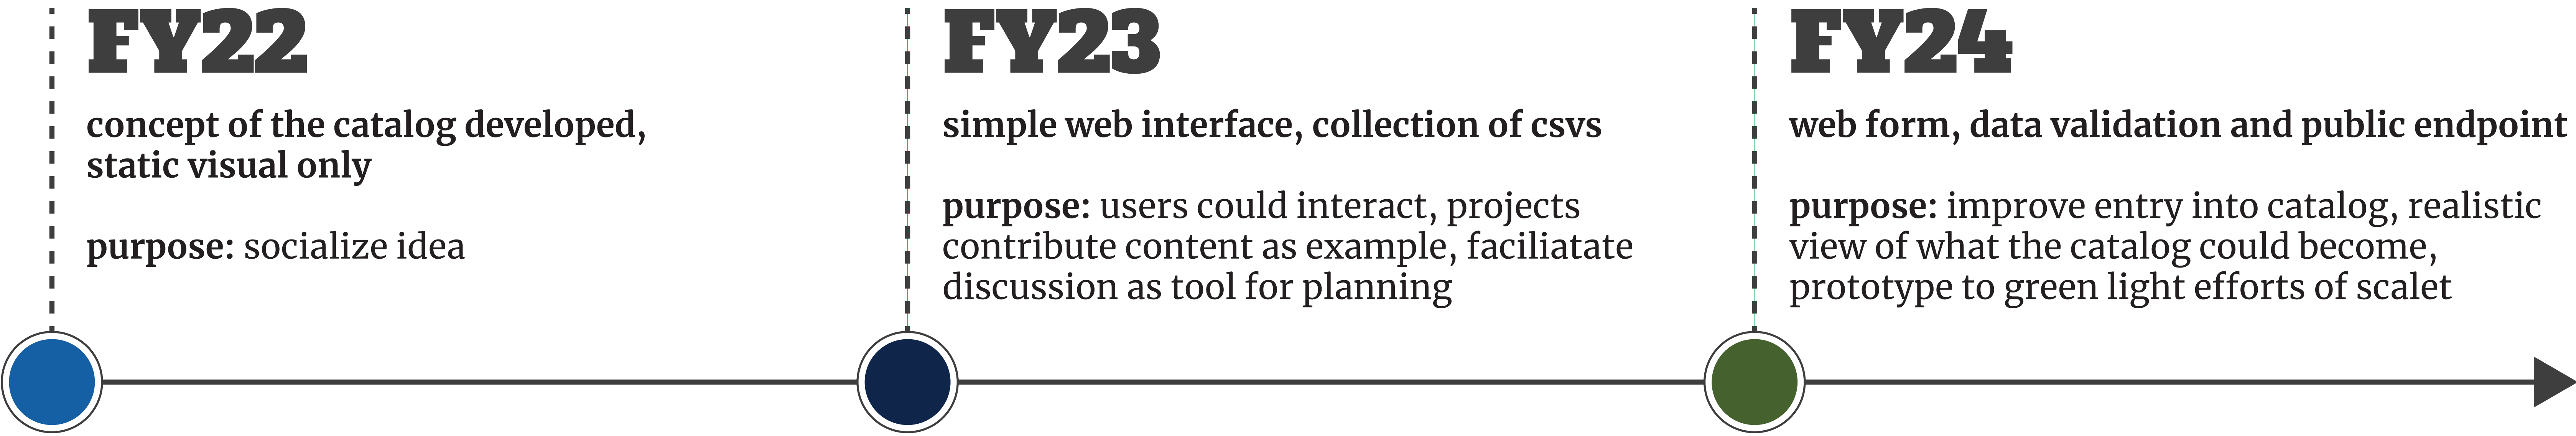 FY22
concept of the catalog developed,
static visual only
purpose: socialize idea
FY23
simple web interface, collection of csvs
purpose: users could interact, projects
contribute content as example, faciliatate
discussion as tool for planning
FY24
web form, data validation and public endpoint
purpose: improve entry into catalog, realistic
view of what the catalog could become,
prototype to green light efforts of scalet